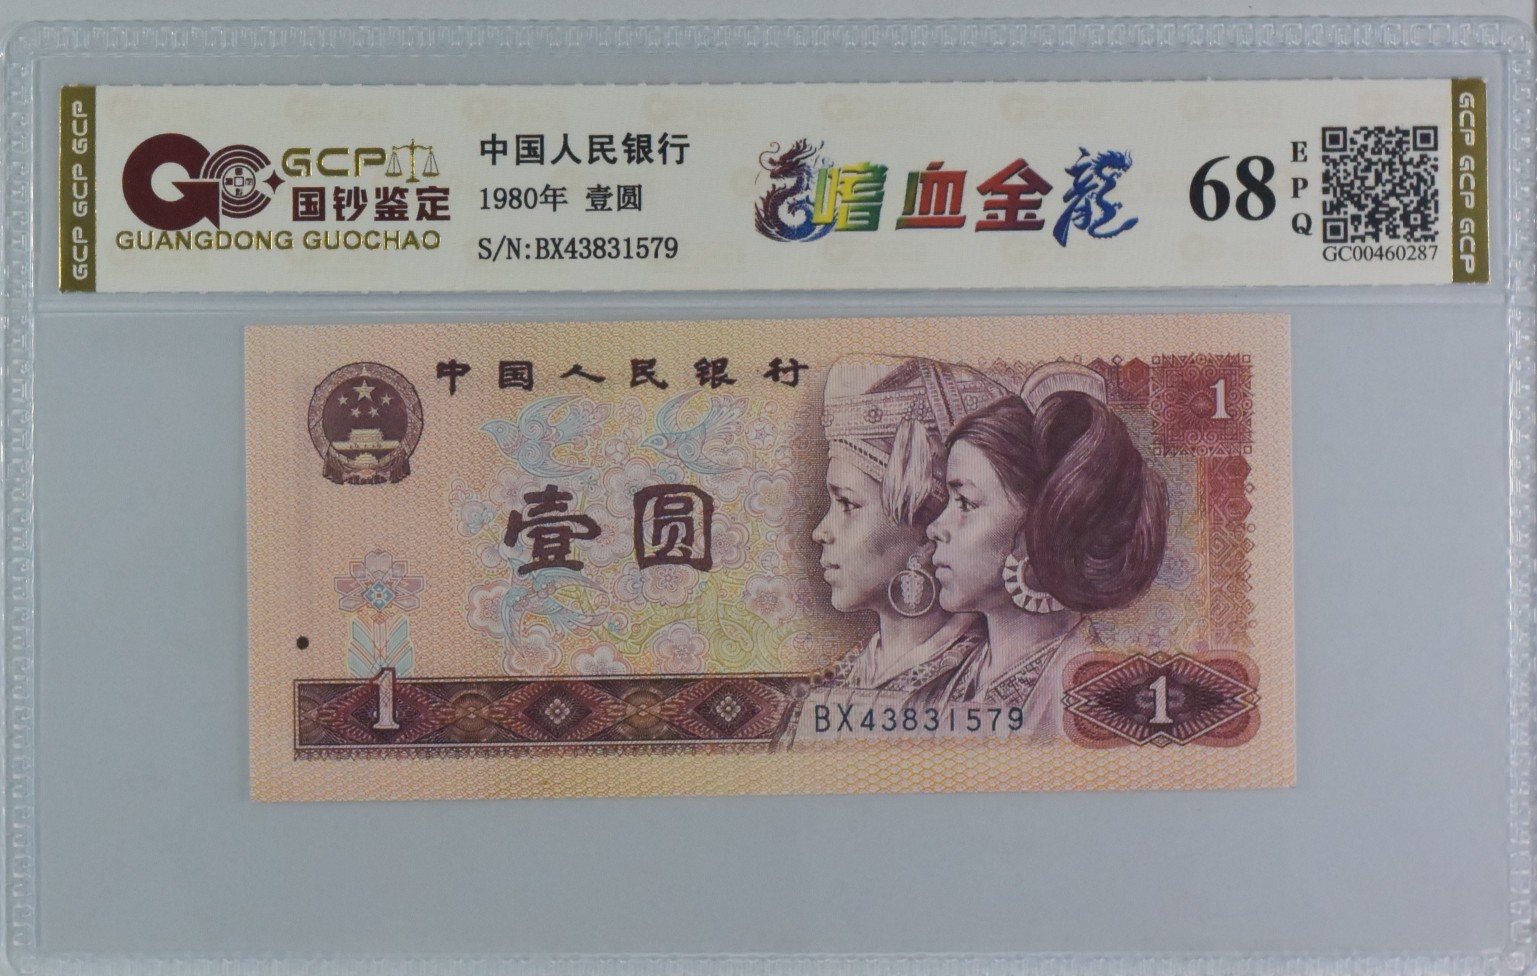 GCP GCP GCP
GCP
国钞鉴定
GUANGDONG GUOCHAO
中国人民银行
1980年 壹圆
S/N:BX43831579
嗜血金龍
68
E
P
Q
GC00460287
GCP GCP GCP
中国人民银行
1
壹圆
1
BX43831579
1